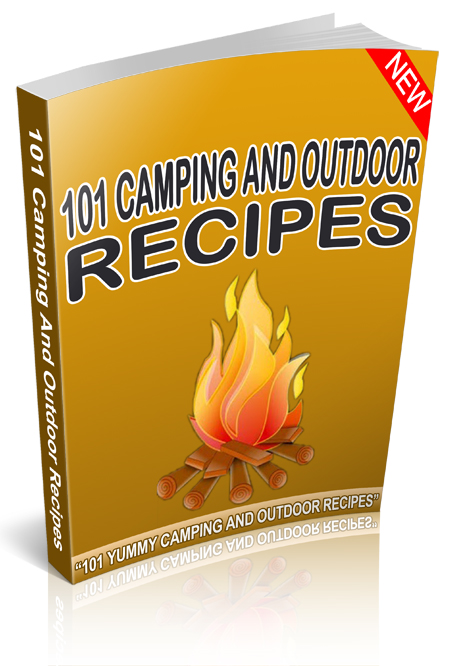 NEW
101 CAMPING AND OUTDOOR
RECIPES
"101 YUMMY CAMPING AND OUTDOOR RECIPES"
101 Camping And Outdoor Recipes